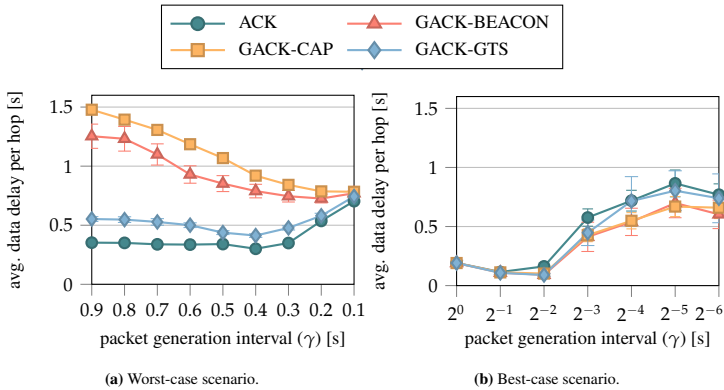 ACK GACK-BEACON
GACK-CAP GACK-GTS
avg. data delay per hop [s]
1.5
1
0.5
0
0.9 0.8 0.7 0.6 0.5 0.4 0.3 0.2 0.1
packet generation interval (γ) [s]
(a) Worst-case scenario.
avg. data delay per hop [s]
1.5
1
0.5
0
2⁰ 2⁻¹ 2⁻² 2⁻³ 2⁻⁴ 2⁻⁵ 2⁻⁶
packet generation interval (γ) [s]
(b) Best-case scenario.